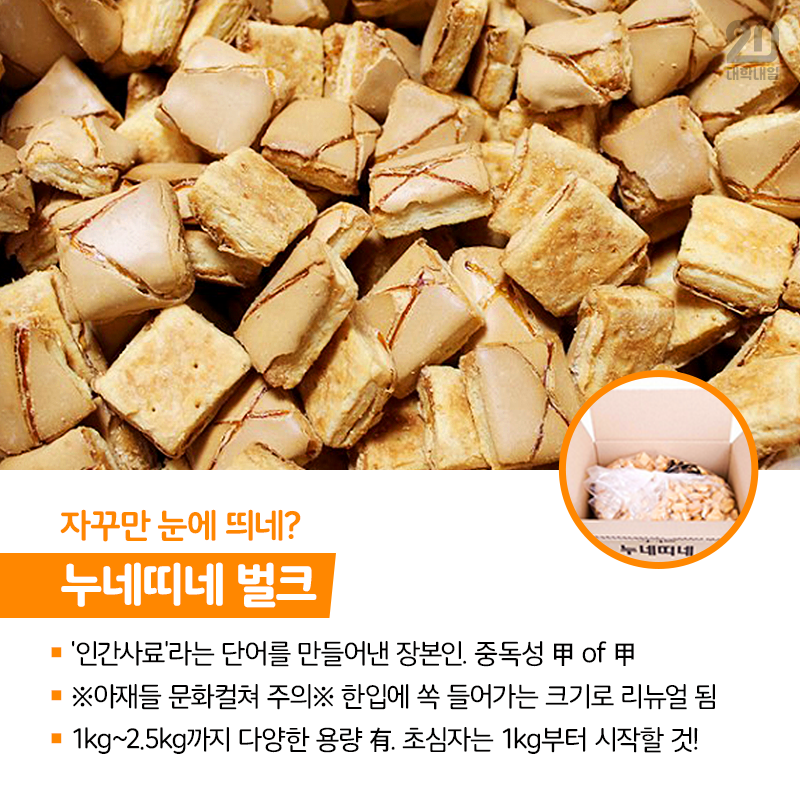 20
대학내일
자꾸만 눈에 띄네?
누네띠네
누네띠네 벌크
'인간사료'라는 단어를 만들어낸 장본인. 중독성 甲 of 甲
※아재들 문화컬쳐 주의※ 한입에 쏙 들어가는 크기로 리뉴얼 됨
1kg~2.5kg까지 다양한 용량 有. 초심자는 1kg부터 시작할 것!